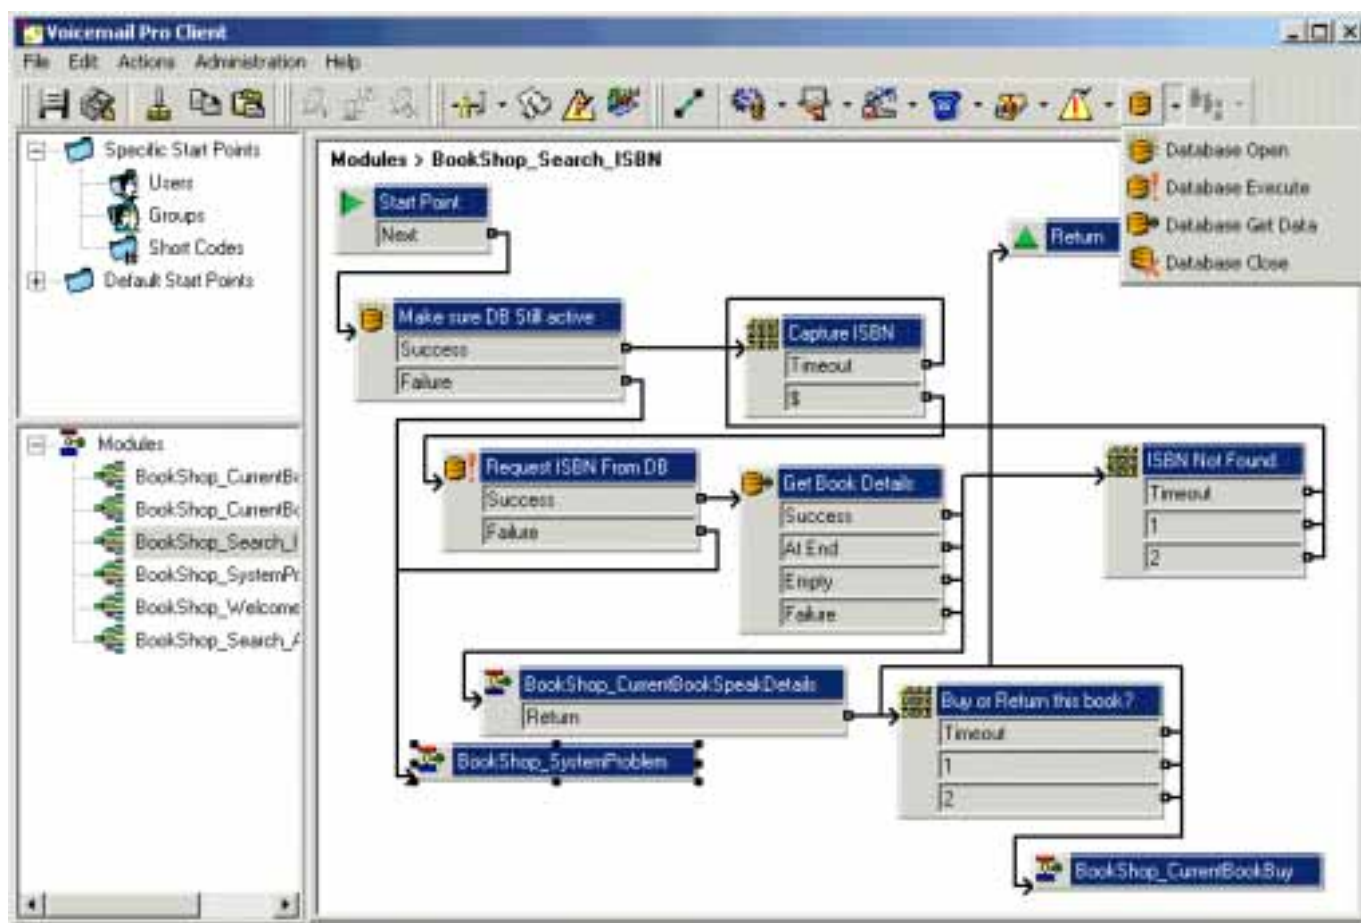 Voicemail Pro Client
File Edit Actions Administration Help
Specific Start Points
Users
Groups
Short Codes
Default Start Points
Modules
BookShop_CurrentB
BookShop_CurrentB
BookShop_Search_I
BookShop_SystemPr
BookShop_Welcome
BookShop_Search_A
Modules > BookShop_Search_ISBN
Start Point
Next
Return
Database Open
Database Execute
Database Get Data
Database Close
Make sure DB Still active
Success
Failure
Capture ISBN
Timeout
$
Request ISBN From DB
Success
Failure
Get Book Details
Success
At End
Empty
Failure
ISBN Not Found
Timeout
1
2
BookShop_CurrentBookSpeakDetails
Return
BookShop_SystemProblem
Buy or Return this book?
Timeout
1
2
BookShop_CurrentBookBuy